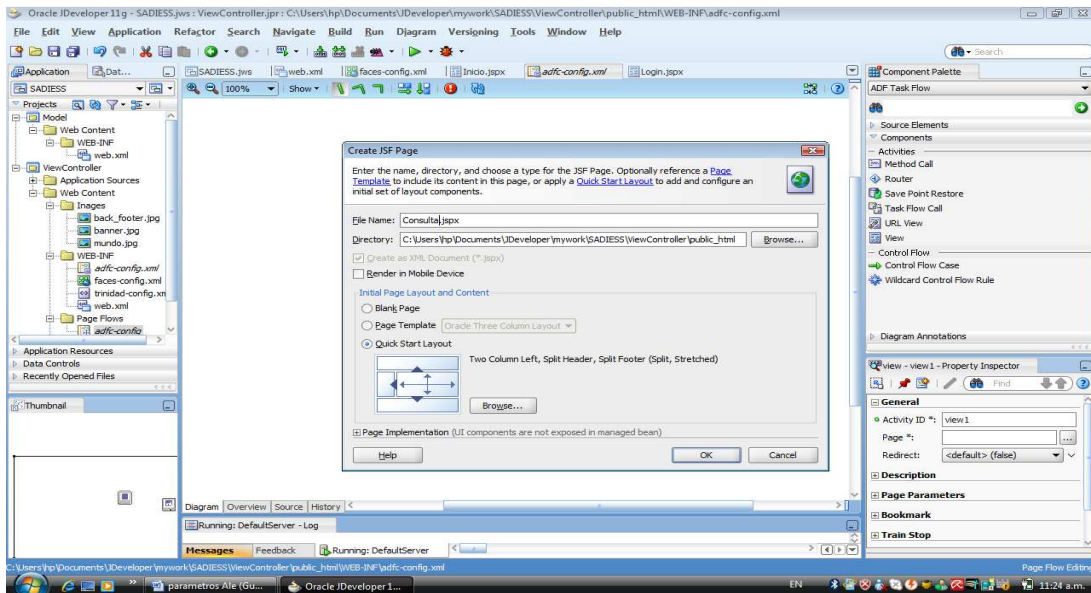 Oracle JDeveloper 11g - SADIESS.jws : ViewController.jpr : C:\Users\hp\Documents\JDeveloper\mywork\SADIESS\ViewController\public_html\WEB-INF\adfc-config.xml
File Edit View Application Refactor Search Navigate Build Run Diagram Versioning Tools Window Help
Search
Application Dat...
SADIESS.jws web.xml faces-config.xml Inicio.jspx adfc-config.xml Login.jspx
Component Palette
SADIESS
100% Show
ADF Task Flow
Projects
Model
Web Content
WEB-INF
web.xml
ViewController
Application Sources
Web Content
Images
back_footer.jpg
banner.jpg
mundo.jpg
WEB-INF
adfc-config.xml
faces-config.xml
trinidad-config.xm
web.xml
Page Flows
adfc-config
Application Resources
Data Controls
Recently Opened Files
Thumbnail
Create JSF Page
Enter the name, directory, and choose a type for the JSF Page. Optionally reference a Page
Template to include its content in this page, or apply a Quick Start Layout to add and configure an
initial set of layout components.
File Name: Consulta.jspx
Directory: C:\Users\hp\Documents\JDeveloper\mywork\SADIESS\ViewController\public_html Browse...
Create as XML Document (*.jspx)
Render in Mobile Device
Initial Page Layout and Content
Blank Page
Page Template Oracle Three Column Layout
Quick Start Layout
Two Column Left, Split Header, Split Footer (Split, Stretched)
Browse...
Page Implementation (UI components are not exposed in managed bean)
Help OK Cancel
Source Elements
Components
Activities
Method Call
Router
Save Point Restore
Task Flow Call
URL View
View
Control Flow
Control Flow Case
Wildcard Control Flow Rule
Diagram Annotations
view - view1 - Property Inspector
Find
General
Activity ID *: view1
Page *:
Redirect: <default> (false)
Description
Page Parameters
Bookmark
Train Stop
Diagram Overview Source History
Running: DefaultServer - Log
Messages Feedback Running: DefaultServer
C:\Users\hp\Documents\JDeveloper\mywork\SADIESS\ViewController\public_html\WEB-INF\adfc-config.xml
Page Flow Editing
parametros Ale (Gu... Oracle JDeveloper 1... EN 11:24 a.m.